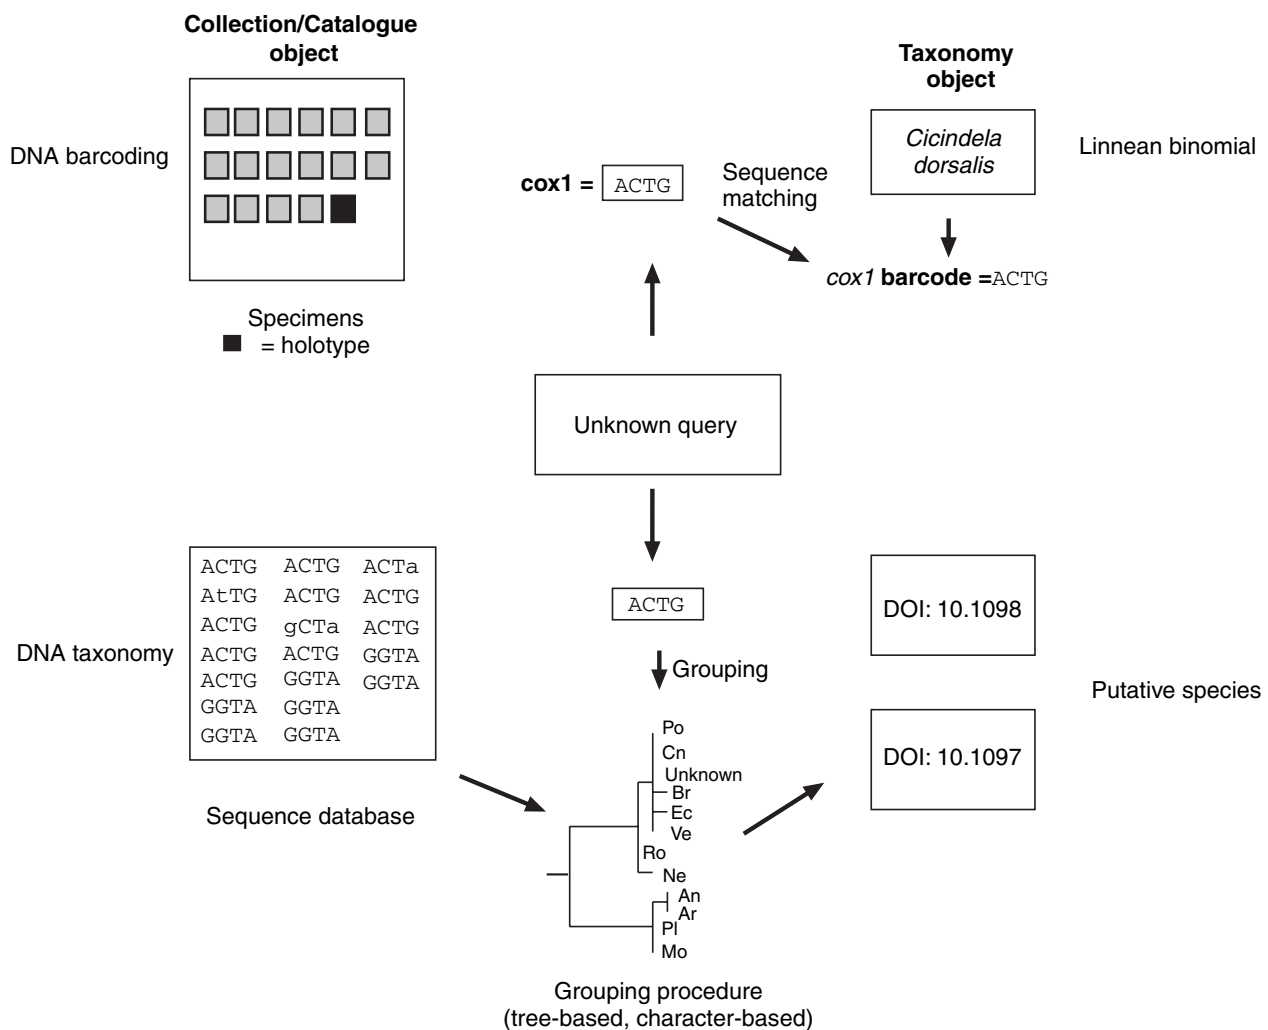 Collection/Catalogue
object
Taxonomy
object
DNA barcoding
cox1 = ACTG
Sequence
matching
Cicindela
dorsalis
Linnean binomial
cox1 barcode =ACTG
Specimens
= holotype
Unknown query
DNA taxonomy
ACTG ACTG ACTa
AtTG ACTG ACTG
ACTG gCTa ACTG
ACTG ACTG GGTA
ACTG GGTA GGTA
GGTA GGTA
GGTA GGTA
Sequence database
ACTG
Grouping
Po
Cn
Unknown
Br
Ec
Ve
Ro
Ne
An
Ar
Pl
Mo
Grouping procedure
(tree-based, character-based)
DOI: 10.1098
DOI: 10.1097
Putative species